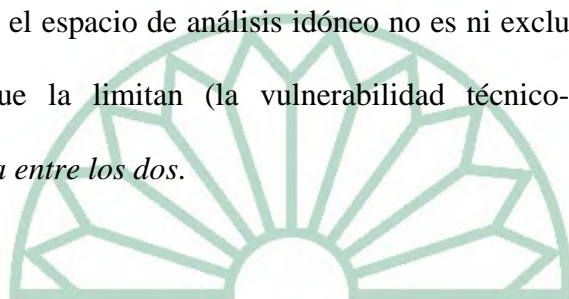 el espacio de análisis idóneo no es ni exclu
ue la limitan (la vulnerabilidad técnico-
entre los dos.